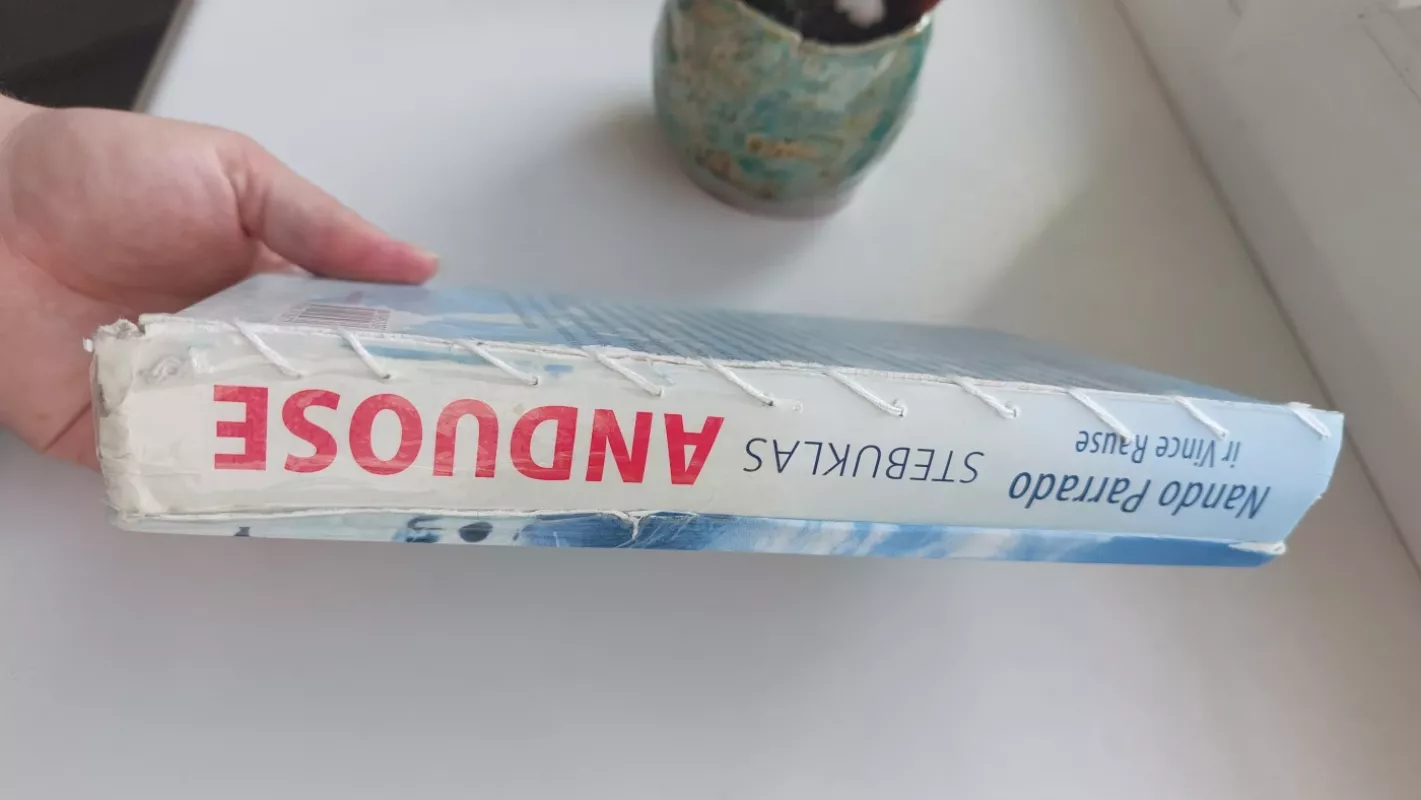 Nando Parrado
ir Vince Rause
STEBUKLAS ANDUOSE